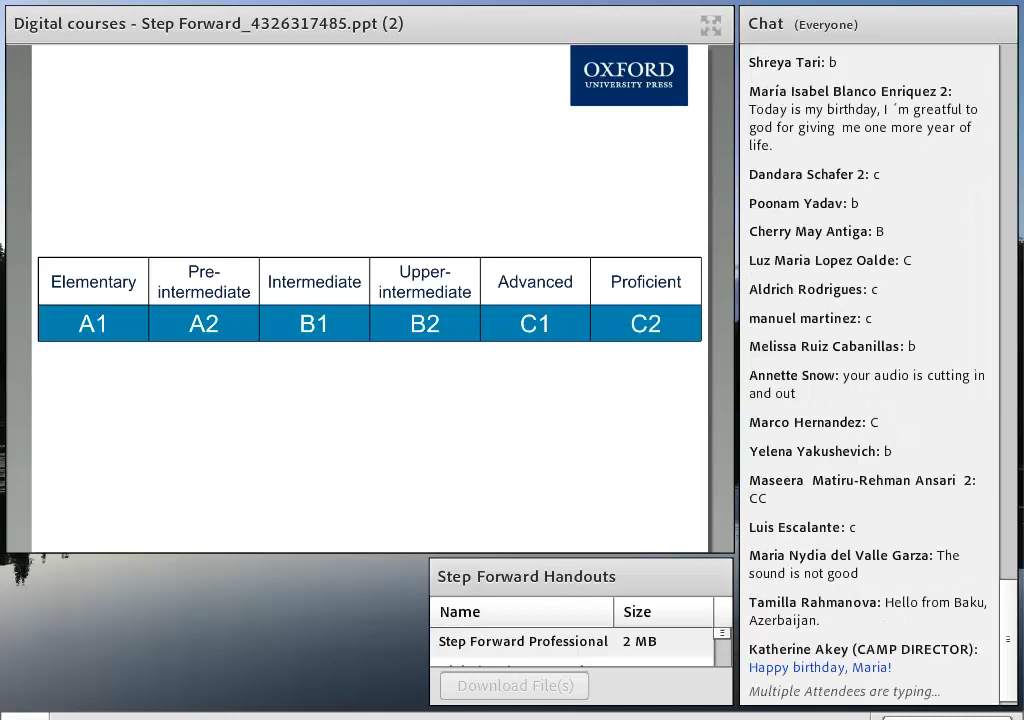 Digital courses - Step Forward_4326317485.ppt (2)
OXFORD
UNIVERSITY PRESS
Elementary
Pre-
intermediate
Intermediate
Upper-
intermediate
Advanced
Proficient
A1
A2
B1
B2
C1
C2
Step Forward Handouts
Name
Size
Step Forward Professional
2 MB
Download File(s)
Chat (Everyone)
Shreya Tari: b
María Isabel Blanco Enriquez 2:
Today is my birthday, I ´m greatful to
god for giving me one more year of
life.
Dandara Schafer 2: c
Poonam Yadav: b
Cherry May Antiga: B
Luz Maria Lopez Oalde: C
Aldrich Rodrigues: c
manuel martinez: c
Melissa Ruiz Cabanillas: b
Annette Snow: your audio is cutting in
and out
Marco Hernandez: C
Yelena Yakushevich: b
Maseera Matiru-Rehman Ansari 2:
CC
Luis Escalante: c
Maria Nydia del Valle Garza: The
sound is not good
Tamilla Rahmanova: Hello from Baku,
Azerbaijan.
Katherine Akey (CAMP DIRECTOR):
Happy birthday, Maria!
Multiple Attendees are typing...